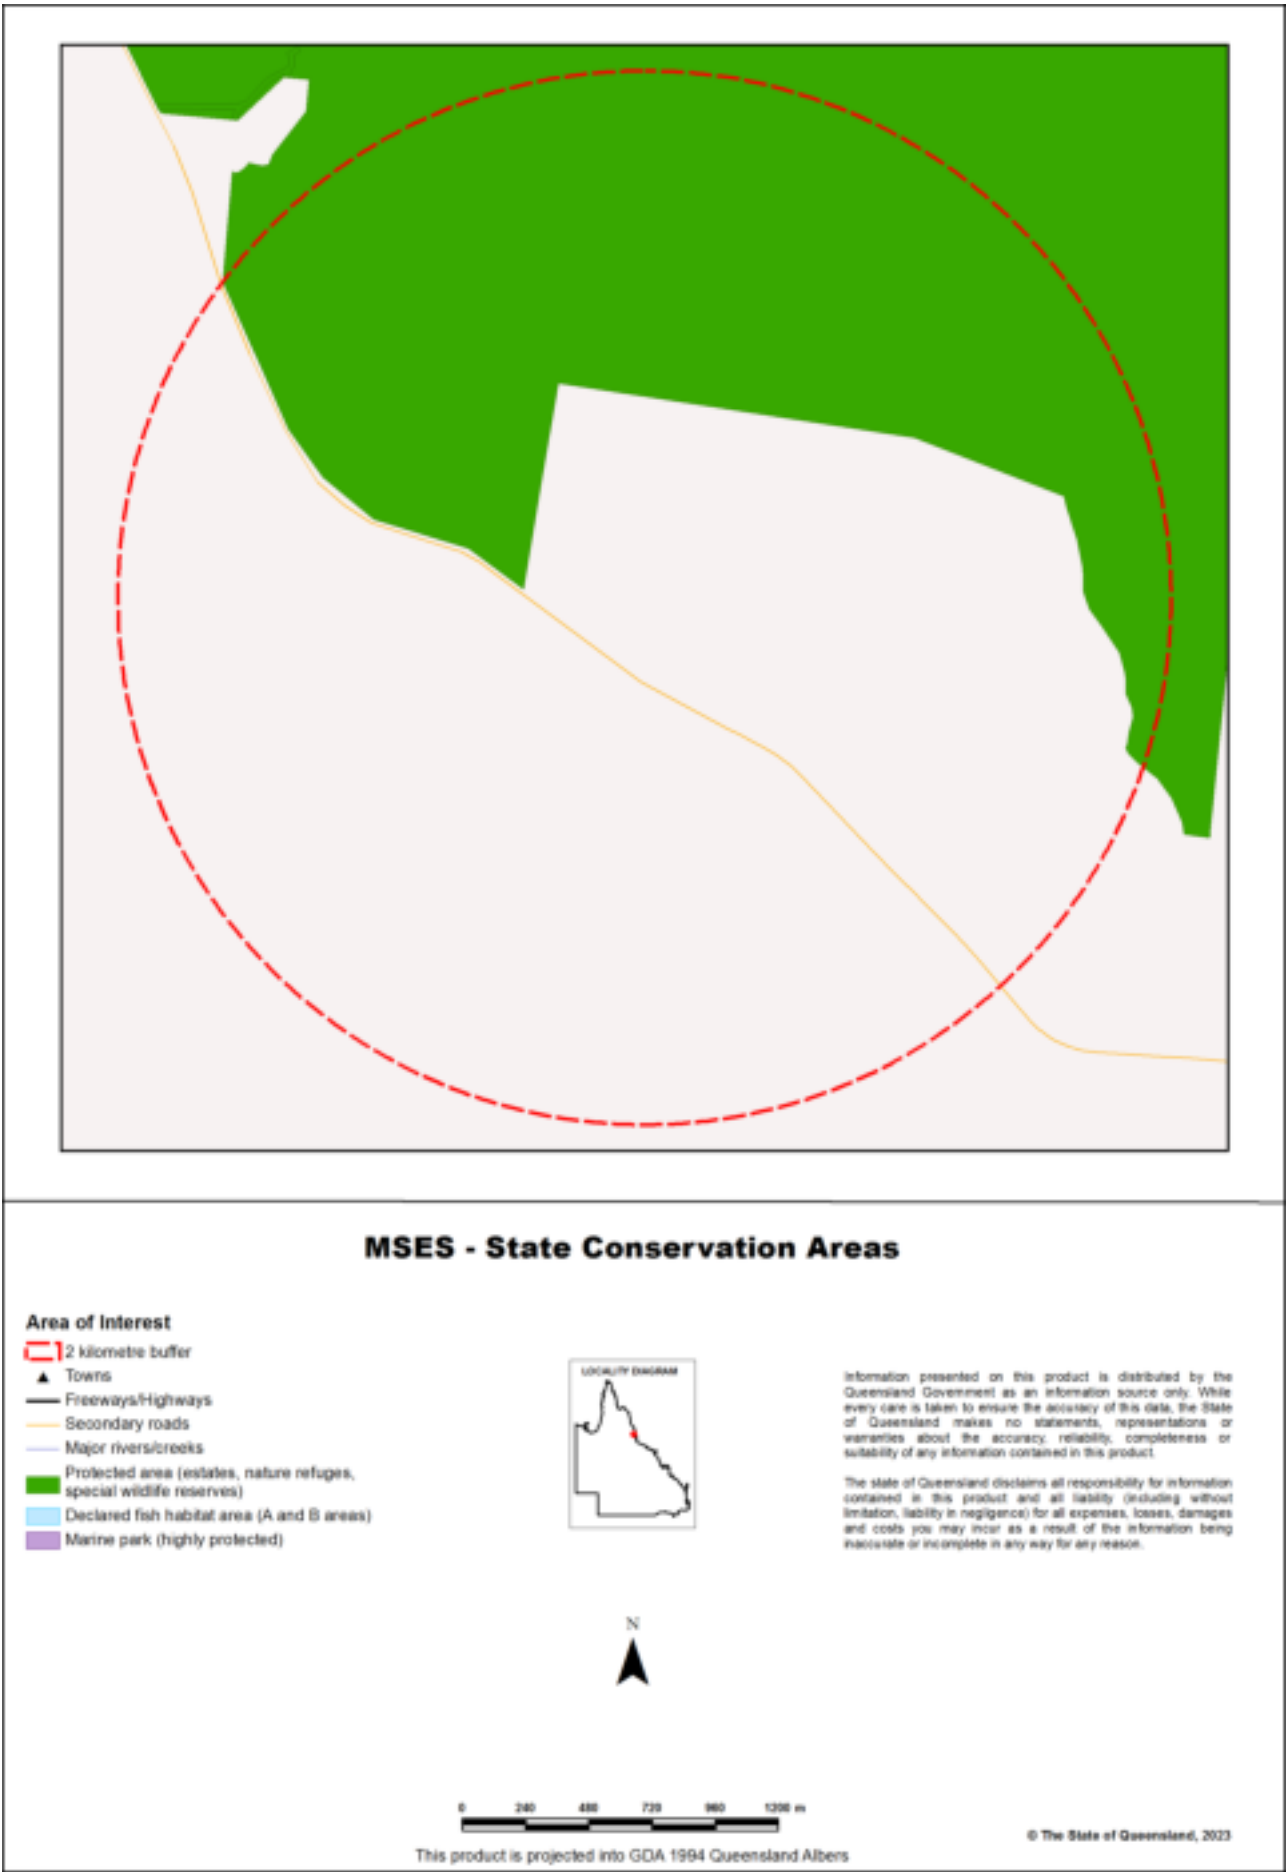 MSES - State Conservation Areas
Area of Interest
2 kilometre buffer
Towns
Freeways/Highways
Secondary roads
Major rivers/creeks
Protected area (estates, nature refuges,
special wildlife reserves)
Declared fish habitat area (A and B areas)
Marine park (highly protected)
LOCALITY DIAGRAM
Information presented on this product is distributed by the
Queensland Government as an information source only. While
every care is taken to ensure the accuracy of this data, the State
of Queensland makes no statements, representations or
warranties about the accuracy, reliability, completeness or
suitability of any information contained in this product.
The state of Queensland disclaims all responsibility for information
contained in this product and all liability (including without
limitation, liability in negligence) for all expenses, losses, damages
and costs you may incur as a result of the information being
inaccurate or incomplete in any way for any reason.
N
0 240 480 720 960 1200 m
This product is projected into GDA 1994 Queensland Albers
© The State of Queensland, 2023